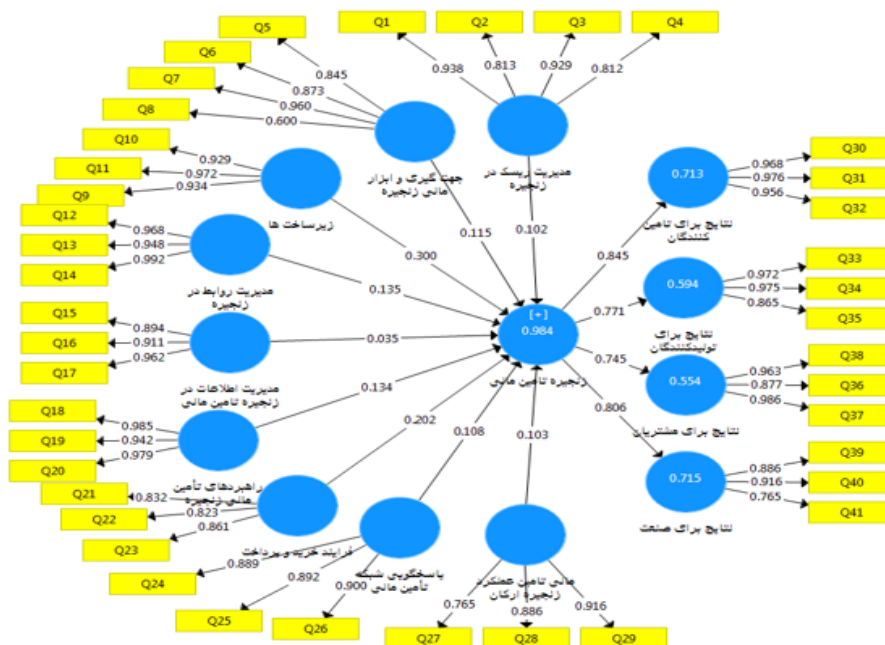 Q5
Q1
Q2
Q3
Q4
Q6
Q7
Q8
0.845
0.873
0.960
0.600
0.938
0.813
0.929
0.812
Q10
Q11
Q9
0.929
0.972
0.934
جهت گیری و ابزار
مالی زنجیره
مدیریت ریسک در
زنجیره
زیرساخت ها
Q12
Q13
Q14
0.968
0.948
0.992
مدیریت روابط در
زنجیره
Q15
Q16
Q17
0.894
0.911
0.962
مدیریت اطلاعات در
زنجیره تامین مالی
Q18
Q19
Q20
0.985
0.942
0.979
راهبردهای تأمین
مالی زنجیره
Q21
Q22
Q23
0.832
0.823
0.861
فرایند خرید و پرداخت
Q24
Q25
Q26
0.889
0.892
0.900
پاسخگویی شبکه
تأمین مالی
Q27
Q28
Q29
0.765
0.886
0.916
مالی تامین عملکرد
زنجیره ارکان
0.115
0.102
0.300
0.135
0.035
0.134
0.202
0.108
0.103
[+]
0.984
زنجیره تامین مالی
0.845
0.771
0.745
0.806
0.713
نتایج برای تامین
کنندگان
0.968
0.976
0.956
Q30
Q31
Q32
0.594
نتایج برای
تولیدکنندگان
0.972
0.975
0.865
Q33
Q34
Q35
0.554
نتایج برای مشتریان
0.963
0.877
0.986
Q38
Q36
Q37
0.715
نتایج برای صنعت
0.886
0.916
0.765
Q39
Q40
Q41